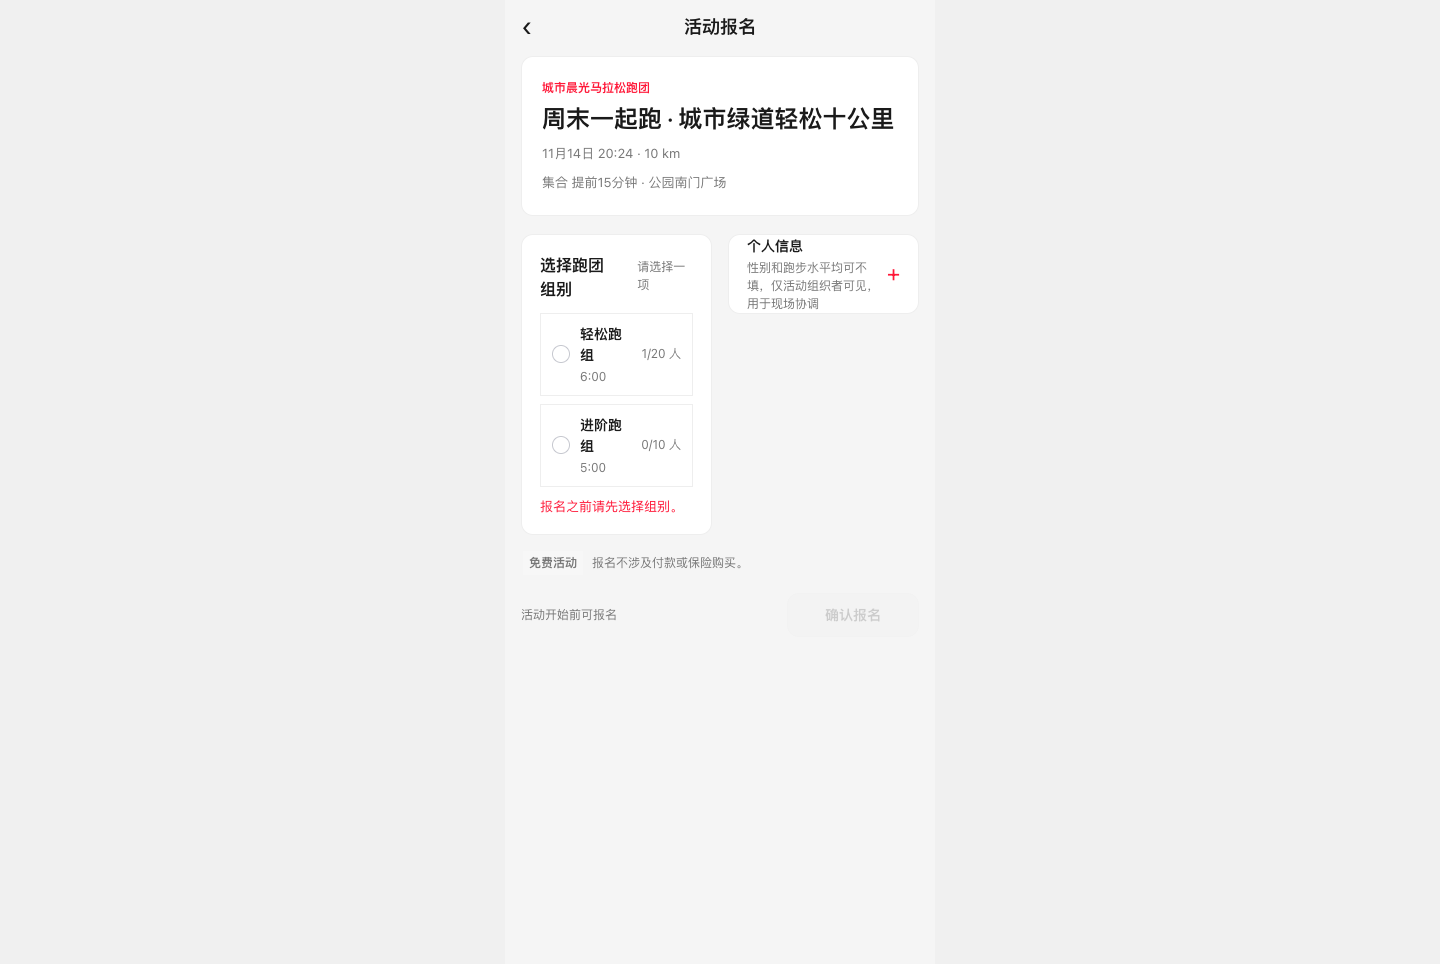 ‹ 活动报名
城市晨光马拉松跑团
周末一起跑 · 城市绿道轻松十公里
11月14日 20:24 · 10 km
集合 提前15分钟 · 公园南门广场
选择跑团
组别
请选择一
项
轻松跑
组
6:00
1/20 人
进阶跑
组
5:00
0/10 人
报名之前请先选择组别。
个人信息
性别和跑步水平均可不
填，仅活动组织者可见，
用于现场协调
+
免费活动 报名不涉及付款或保险购买。
活动开始前可报名
确认报名